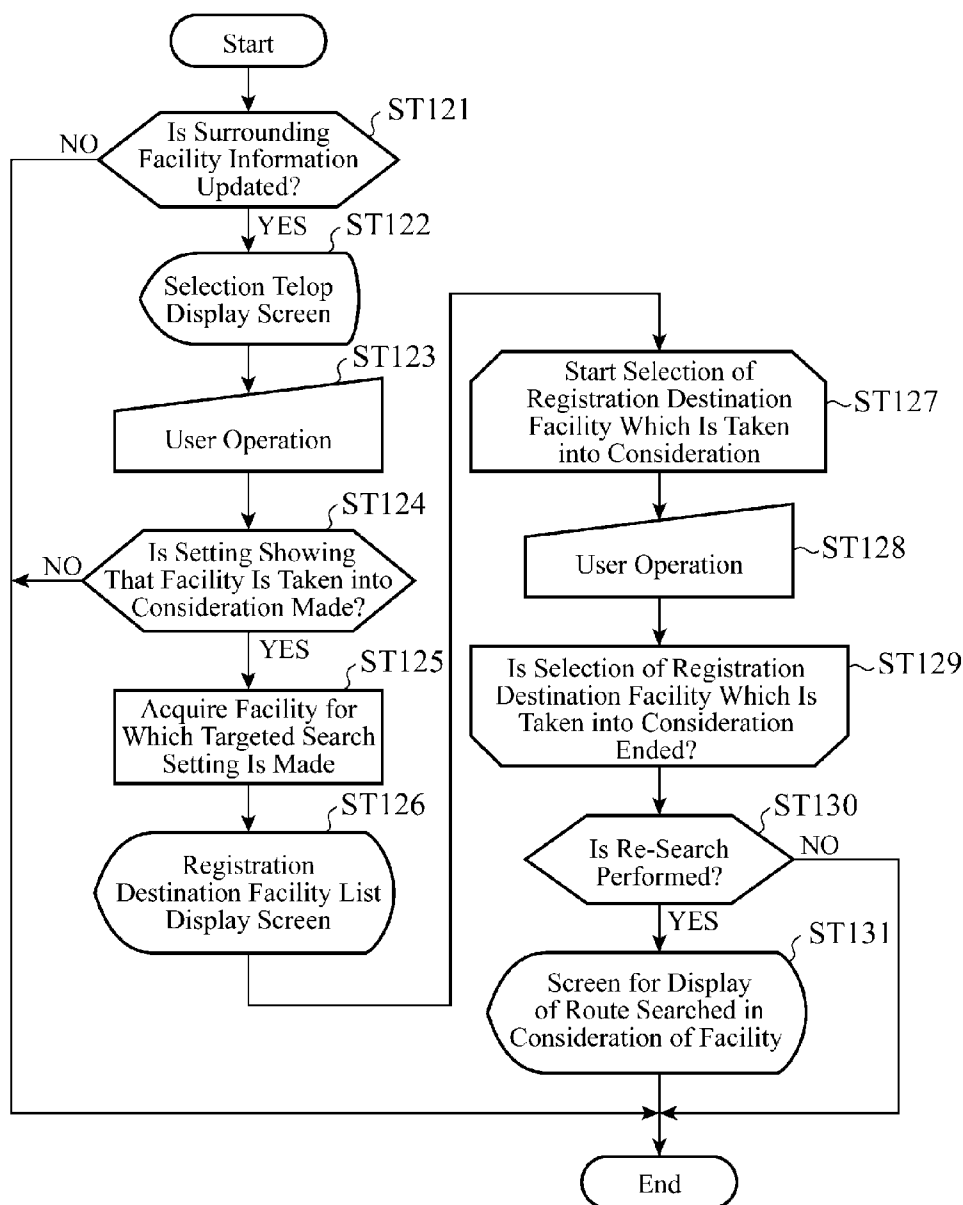 Start
ST121
NO
Is Surrounding
Facility Information
Updated?
YES
ST122
Selection Telop
Display Screen
ST123
User Operation
ST124
NO
Is Setting Showing
That Facility Is Taken into
Consideration Made?
YES
ST125
Acquire Facility for
Which Targeted Search
Setting Is Made
ST126
Registration
Destination Facility List
Display Screen
Start Selection of
Registration Destination
Facility Which Is Taken
into Consideration
ST127
User Operation
ST128
Is Selection of Registration
Destination Facility Which Is
Taken into Consideration
Ended?
ST129
ST130
Is Re-Search
Performed?
NO
YES
ST131
Screen for Display
of Route Searched in
Consideration of Facility
End